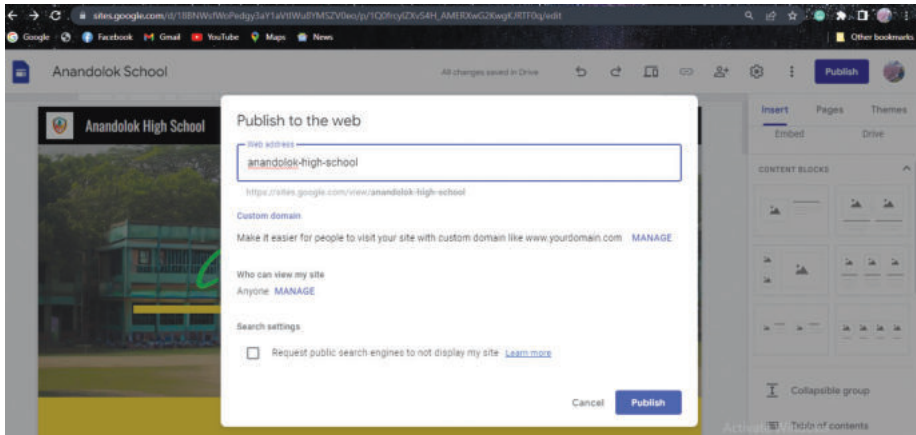 sites.google.com/
Google Facebook Gmail YouTube Maps News Other bookmarks
Anandolok School All changes saved in Drive Publish
Anandolok High School
Publish to the web
Web address
anandolok-high-school
https://sites.google.com/view/anandolok-high-school
Custom domain
Make it easier for people to visit your site with custom domain like www.yourdomain.com MANAGE
Who can view my site
Anyone MANAGE
Search settings
Request public search engines to not display my site Learn more
Cancel Publish
Insert Pages Themes
Embed Drive
CONTENT BLOCKS
Collapsible group
Table of contents